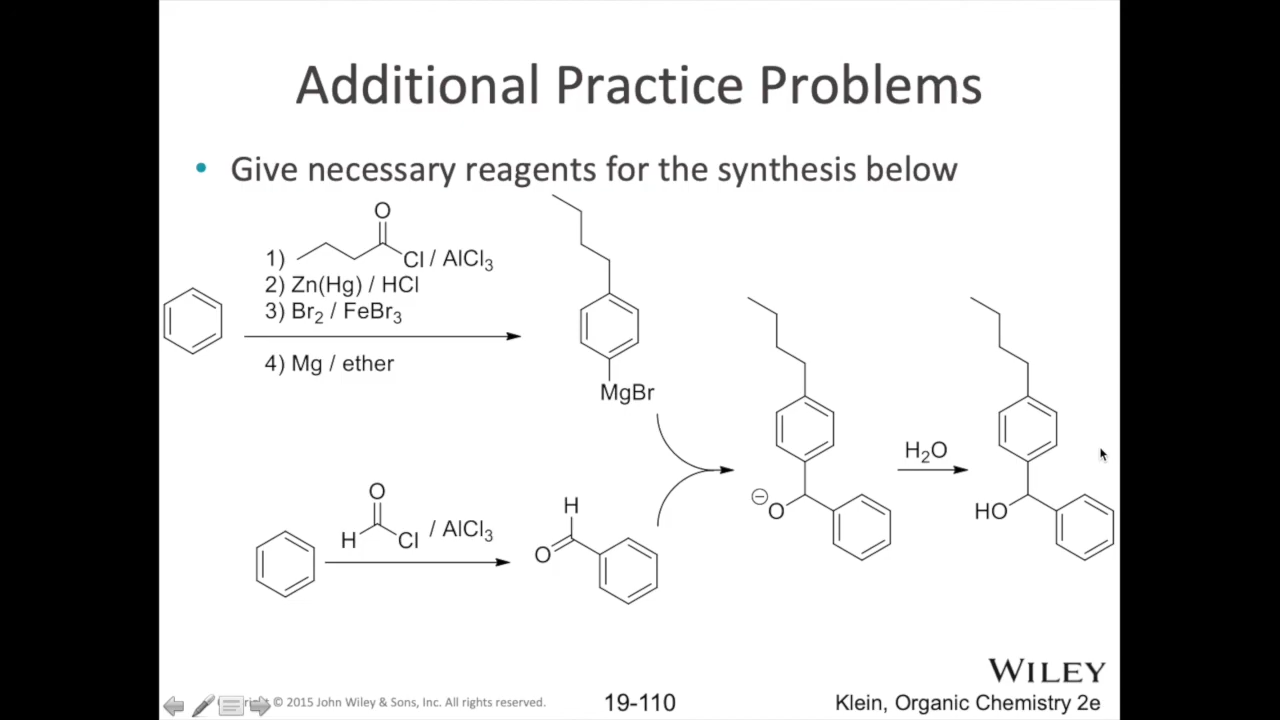 Additional Practice Problems
• Give necessary reagents for the synthesis below
O
1) Cl / AlCl3
2) Zn(Hg) / HCl
3) Br2 / FeBr3
4) Mg / ether
MgBr
O
H Cl / AlCl3
H
O
⊖
O
H2O
HO
WILEY
© 2015 John Wiley & Sons, Inc. All rights reserved.
19-110
Klein, Organic Chemistry 2e